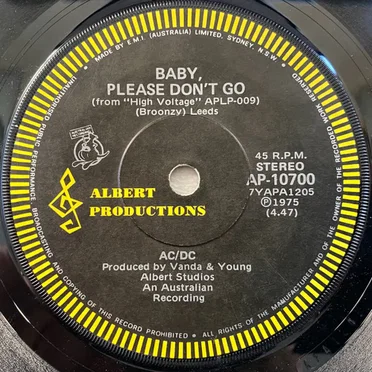 • MADE BY E.M.I. (AUSTRALIA) LIMITED, SYDNEY, N.S.W. •
ALL RIGHTS OF THE MANUFACTURER AND OF THE OWNER OF THE RECORDED WORK RESERVED
UNAUTHORISED PUBLIC PERFORMANCE BROADCASTING AND COPYING OF THIS RECORD PROHIBITED •
BABY,
PLEASE DON'T GO
(from "High Voltage" APLP-009)
(Broonzy) Leeds
45 R.P.M.
STEREO
AP-10700
7YAPA1205
Ⓟ1975
(4.47)
ALBERT
PRODUCTIONS
AC/DC
Produced by Vanda & Young
Albert Studios
An Australian
Recording